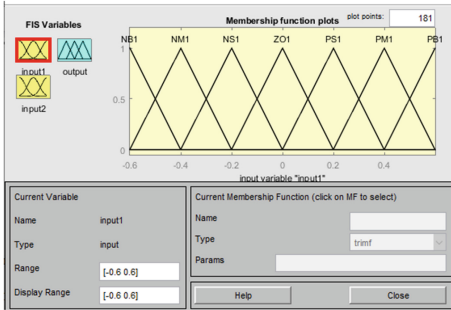 FIS Variables
Membership function plots
plot points: 181
NB1 NM1 NS1 ZO1 PS1 PM1 PB1
input1 output
input2
1
0.5
0
-0.6 -0.4 -0.2 0 0.2 0.4
input variable "input1"
Current Variable
Name input1
Type input
Range [-0.6 0.6]
Display Range [-0.6 0.6]
Current Membership Function (click on MF to select)
Name
Type trimf
Params
Help Close